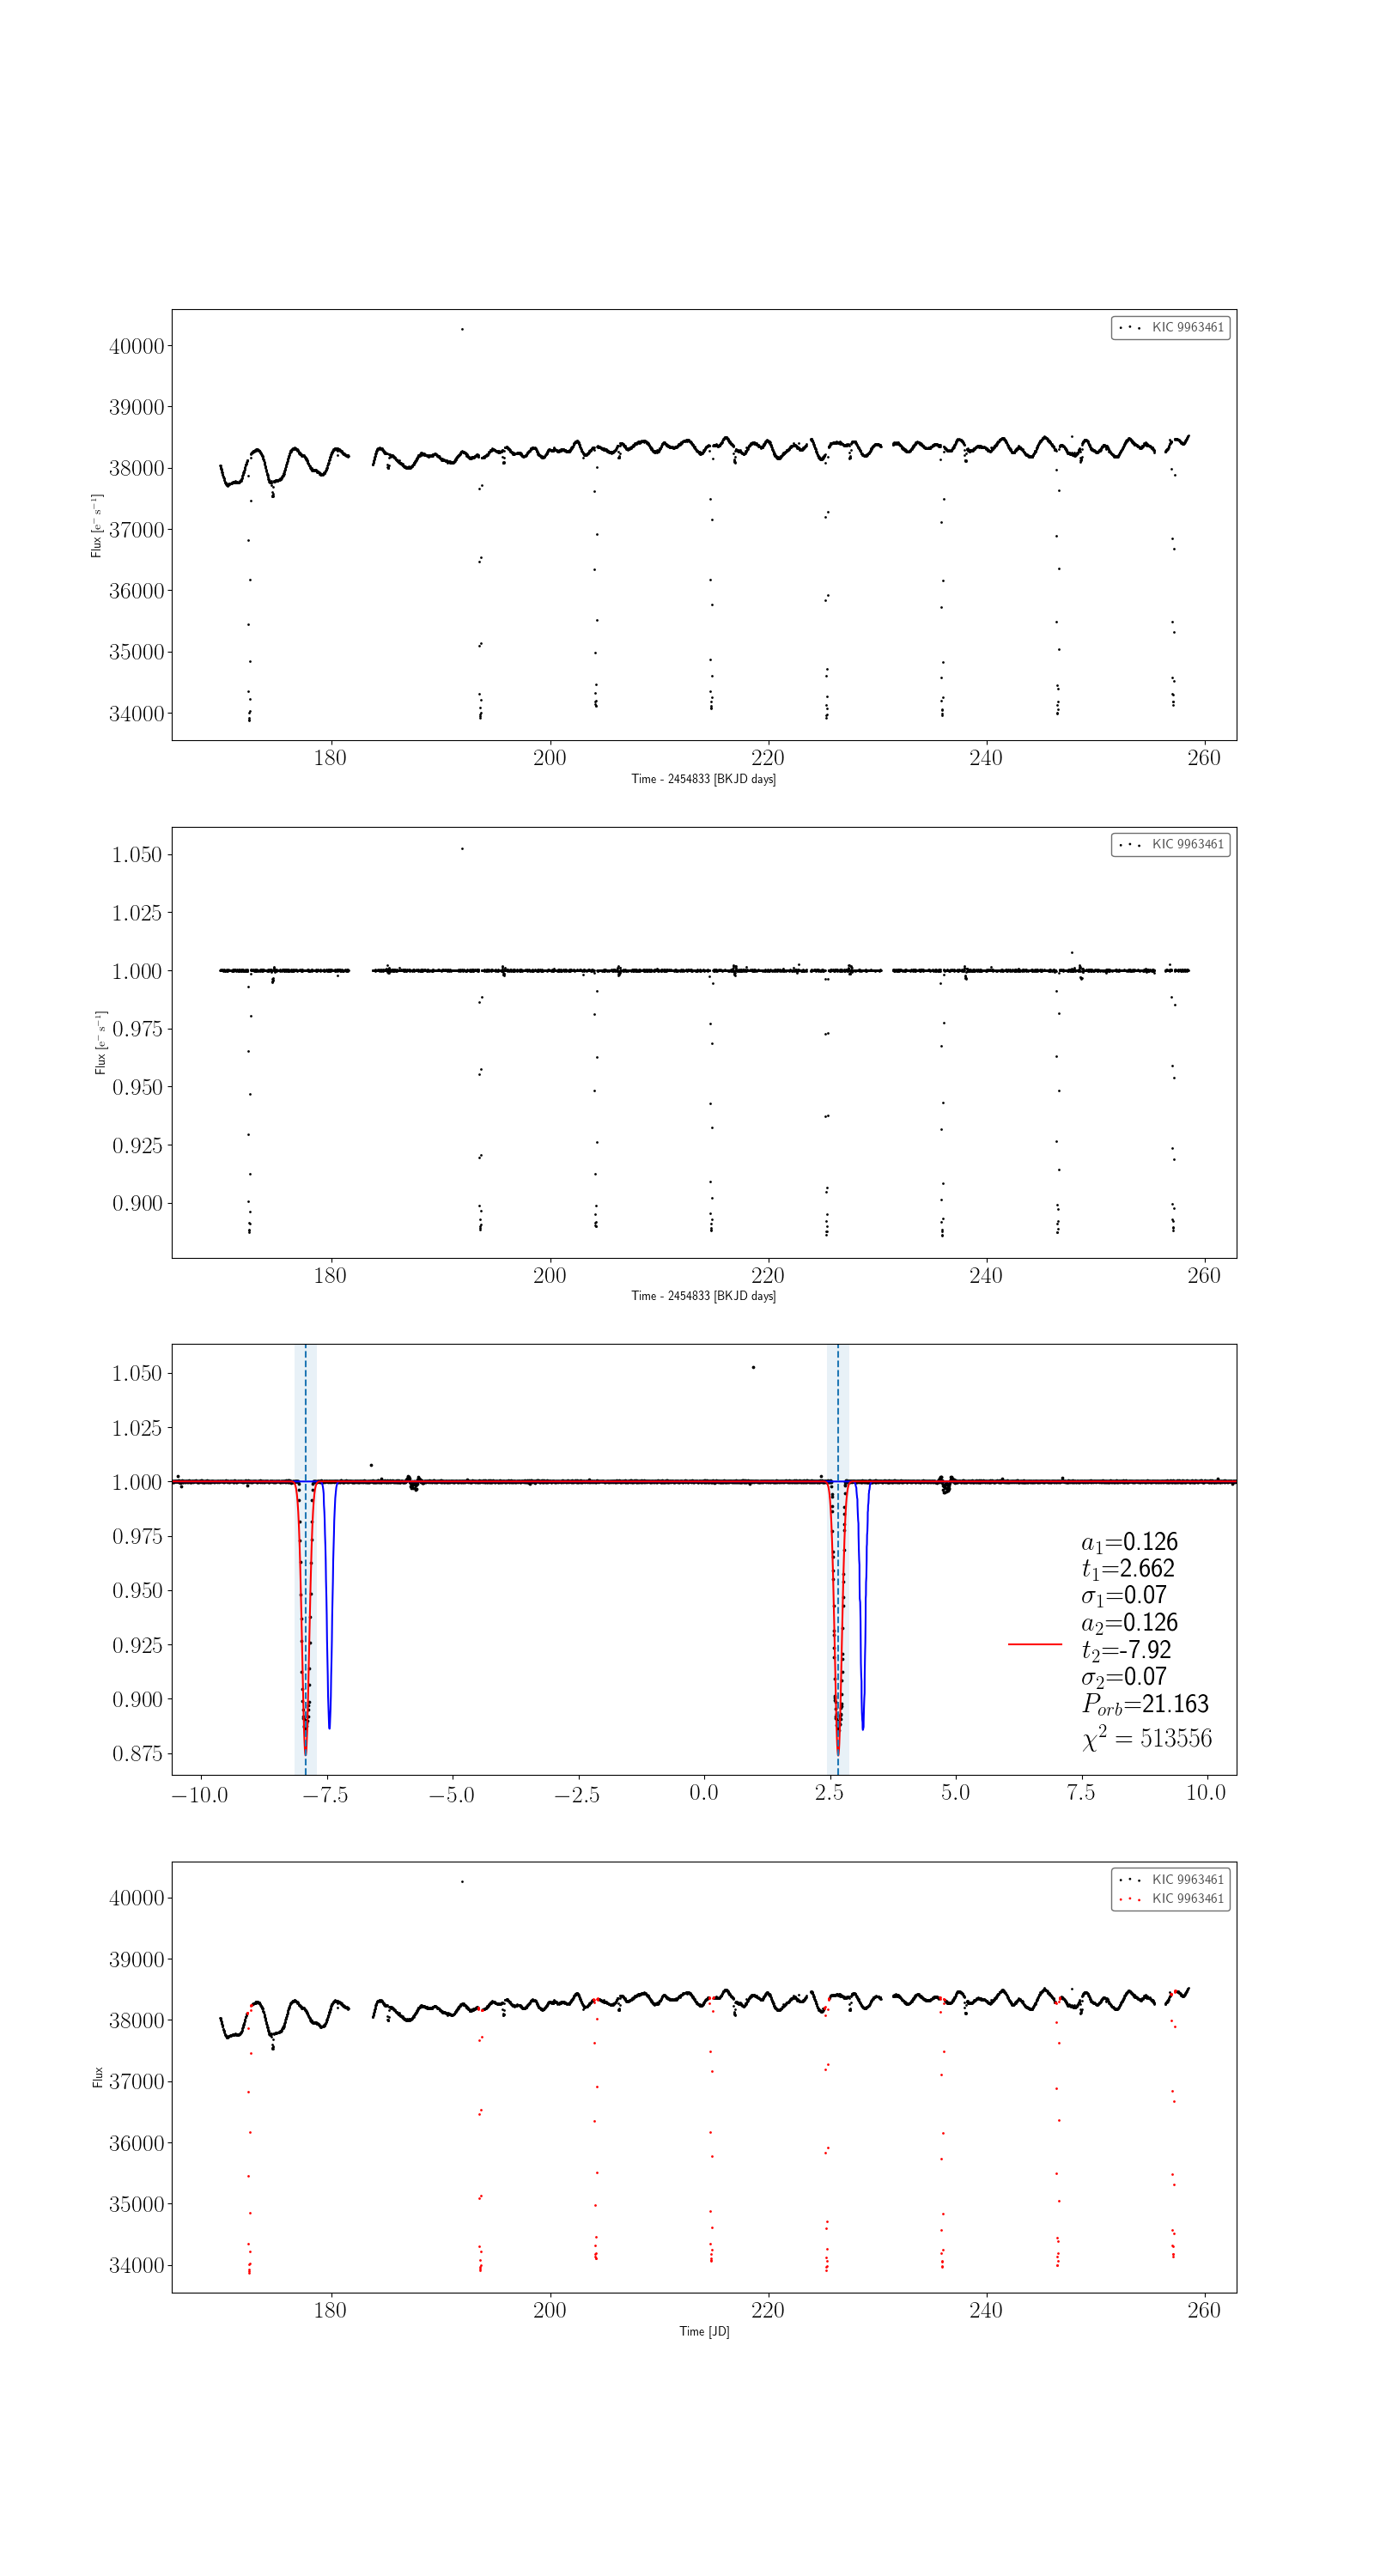 KIC 9963461
40000
39000
38000
37000
36000
35000
34000
Flux [e⁻ s⁻¹]
180 200 220 240 260
Time - 2454833 [BKJD days]
KIC 9963461
1.050
1.025
1.000
0.975
0.950
0.925
0.900
Flux [e⁻ s⁻¹]
180 200 220 240 260
Time - 2454833 [BKJD days]
1.050
1.025
1.000
0.975
0.950
0.925
0.900
0.875
a₁=0.126
t₁=2.662
σ₁=0.07
a₂=0.126
t₂=-7.92
σ₂=0.07
Pₒᵣb=21.163
χ² = 513556
−10.0 −7.5 −5.0 −2.5 0.0 2.5 5.0 7.5 10.0
KIC 9963461
KIC 9963461
40000
39000
38000
37000
36000
35000
34000
Flux
180 200 220 240 260
Time [JD]